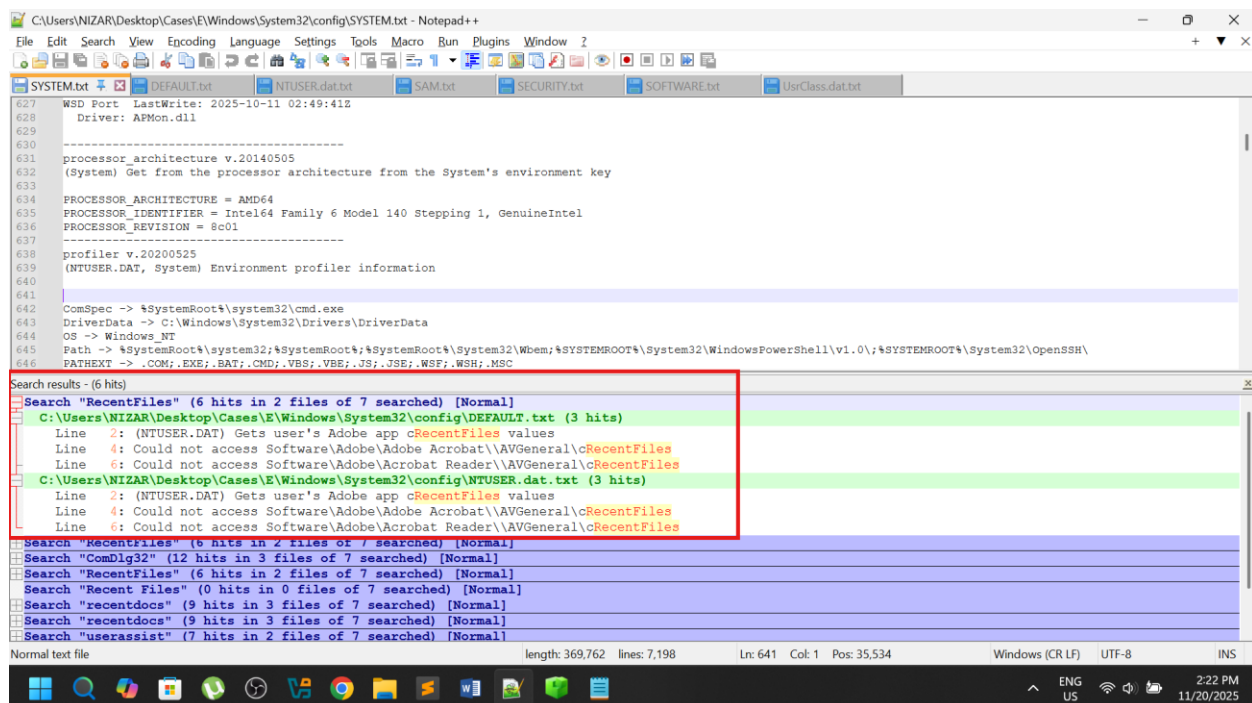 C:\Users\NIZAR\Desktop\Cases\E\Windows\System32\config\SYSTEM.txt - Notepad++
File Edit Search View Encoding Language Settings Tools Macro Run Plugins Window ?
SYSTEM.txt DEFAULT.txt NTUSER.dat.txt SAM.txt SECURITY.txt SOFTWARE.txt UsrClass.dat.txt
627 WSD Port LastWrite: 2025-10-11 02:49:41Z
628 Driver: APMon.dll
629
630 ----------------------------------------
631 processor_architecture v.20140505
632 (System) Get from the processor architecture from the System's environment key
633
634 PROCESSOR_ARCHITECTURE = AMD64
635 PROCESSOR_IDENTIFIER = Intel64 Family 6 Model 140 Stepping 1, GenuineIntel
636 PROCESSOR_REVISION = 8c01
637 ----------------------------------------
638 profiler v.20200525
639 (NTUSER.DAT, System) Environment profiler information
640
641
642 ComSpec -> %SystemRoot%\system32\cmd.exe
643 DriverData -> C:\Windows\System32\Drivers\DriverData
644 OS -> Windows_NT
645 Path -> %SystemRoot%\system32;%SystemRoot%;%SystemRoot%\System32\Wbem;%SYSTEMROOT%\System32\WindowsPowerShell\v1.0\;%SYSTEMROOT%\System32\OpenSSH\
646 PATHEXT -> .COM;.EXE;.BAT;.CMD;.VBS;.VBE;.JS;.JSE;.WSF;.WSH;.MSC
Search results - (6 hits)
Search "RecentFiles" (6 hits in 2 files of 7 searched) [Normal]
C:\Users\NIZAR\Desktop\Cases\E\Windows\System32\config\DEFAULT.txt (3 hits)
Line 2: (NTUSER.DAT) Gets user's Adobe app cRecentFiles values
Line 4: Could not access Software\Adobe\Adobe Acrobat\\AVGeneral\cRecentFiles
Line 6: Could not access Software\Adobe\Acrobat Reader\\AVGeneral\cRecentFiles
C:\Users\NIZAR\Desktop\Cases\E\Windows\System32\config\NTUSER.dat.txt (3 hits)
Line 2: (NTUSER.DAT) Gets user's Adobe app cRecentFiles values
Line 4: Could not access Software\Adobe\Adobe Acrobat\\AVGeneral\cRecentFiles
Line 6: Could not access Software\Adobe\Acrobat Reader\\AVGeneral\cRecentFiles
Search "RecentFiles" (6 hits in 2 files of 7 searched) [Normal]
Search "ComDlg32" (12 hits in 3 files of 7 searched) [Normal]
Search "RecentFiles" (6 hits in 2 files of 7 searched) [Normal]
Search "Recent Files" (0 hits in 0 files of 7 searched) [Normal]
Search "recentdocs" (9 hits in 3 files of 7 searched) [Normal]
Search "recentdocs" (9 hits in 3 files of 7 searched) [Normal]
Search "userassist" (7 hits in 2 files of 7 searched) [Normal]
Normal text file length: 369,762 lines: 7,198 Ln: 641 Col: 1 Pos: 35,534 Windows (CR LF) UTF-8 INS
ENG 2:22 PM
US 11/20/2025